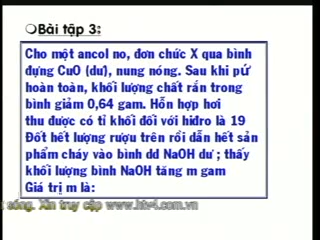 Bài tập 3:
Cho một ancol no, đơn chức X qua bình
đựng CuO (dư), nung nóng. Sau khi pứ
hoàn toàn, khối lượng chất rắn trong
bình giảm 0,64 gam. Hỗn hợp hơi
thu được có tỉ khối đối với hidro là 19
Đốt hết lượng rượu trên rồi dẫn hết sản
phẩm cháy vào bình dd NaOH dư ; thấy
khối lượng bình NaOH tăng m gam
Giá trị m là:
sóng. Xin truy cập www.htv4.com.vn